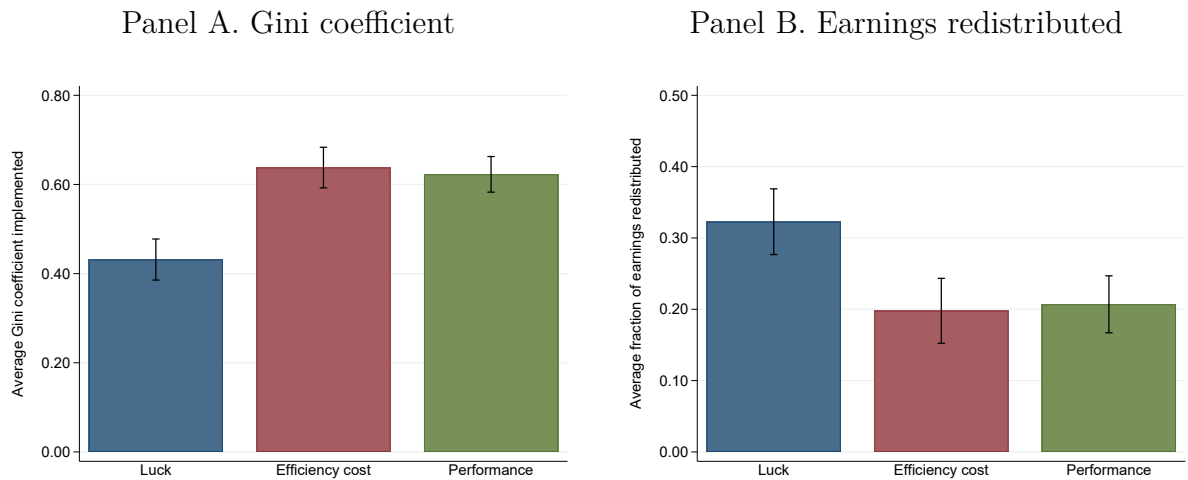 Panel A. Gini coefficient
Average Gini coefficient implemented
0.80
0.60
0.40
0.20
0.00
Luck
Efficiency cost
Performance
Panel B. Earnings redistributed
Average fraction of earnings redistributed
0.50
0.40
0.30
0.20
0.10
0.00
Luck
Efficiency cost
Performance